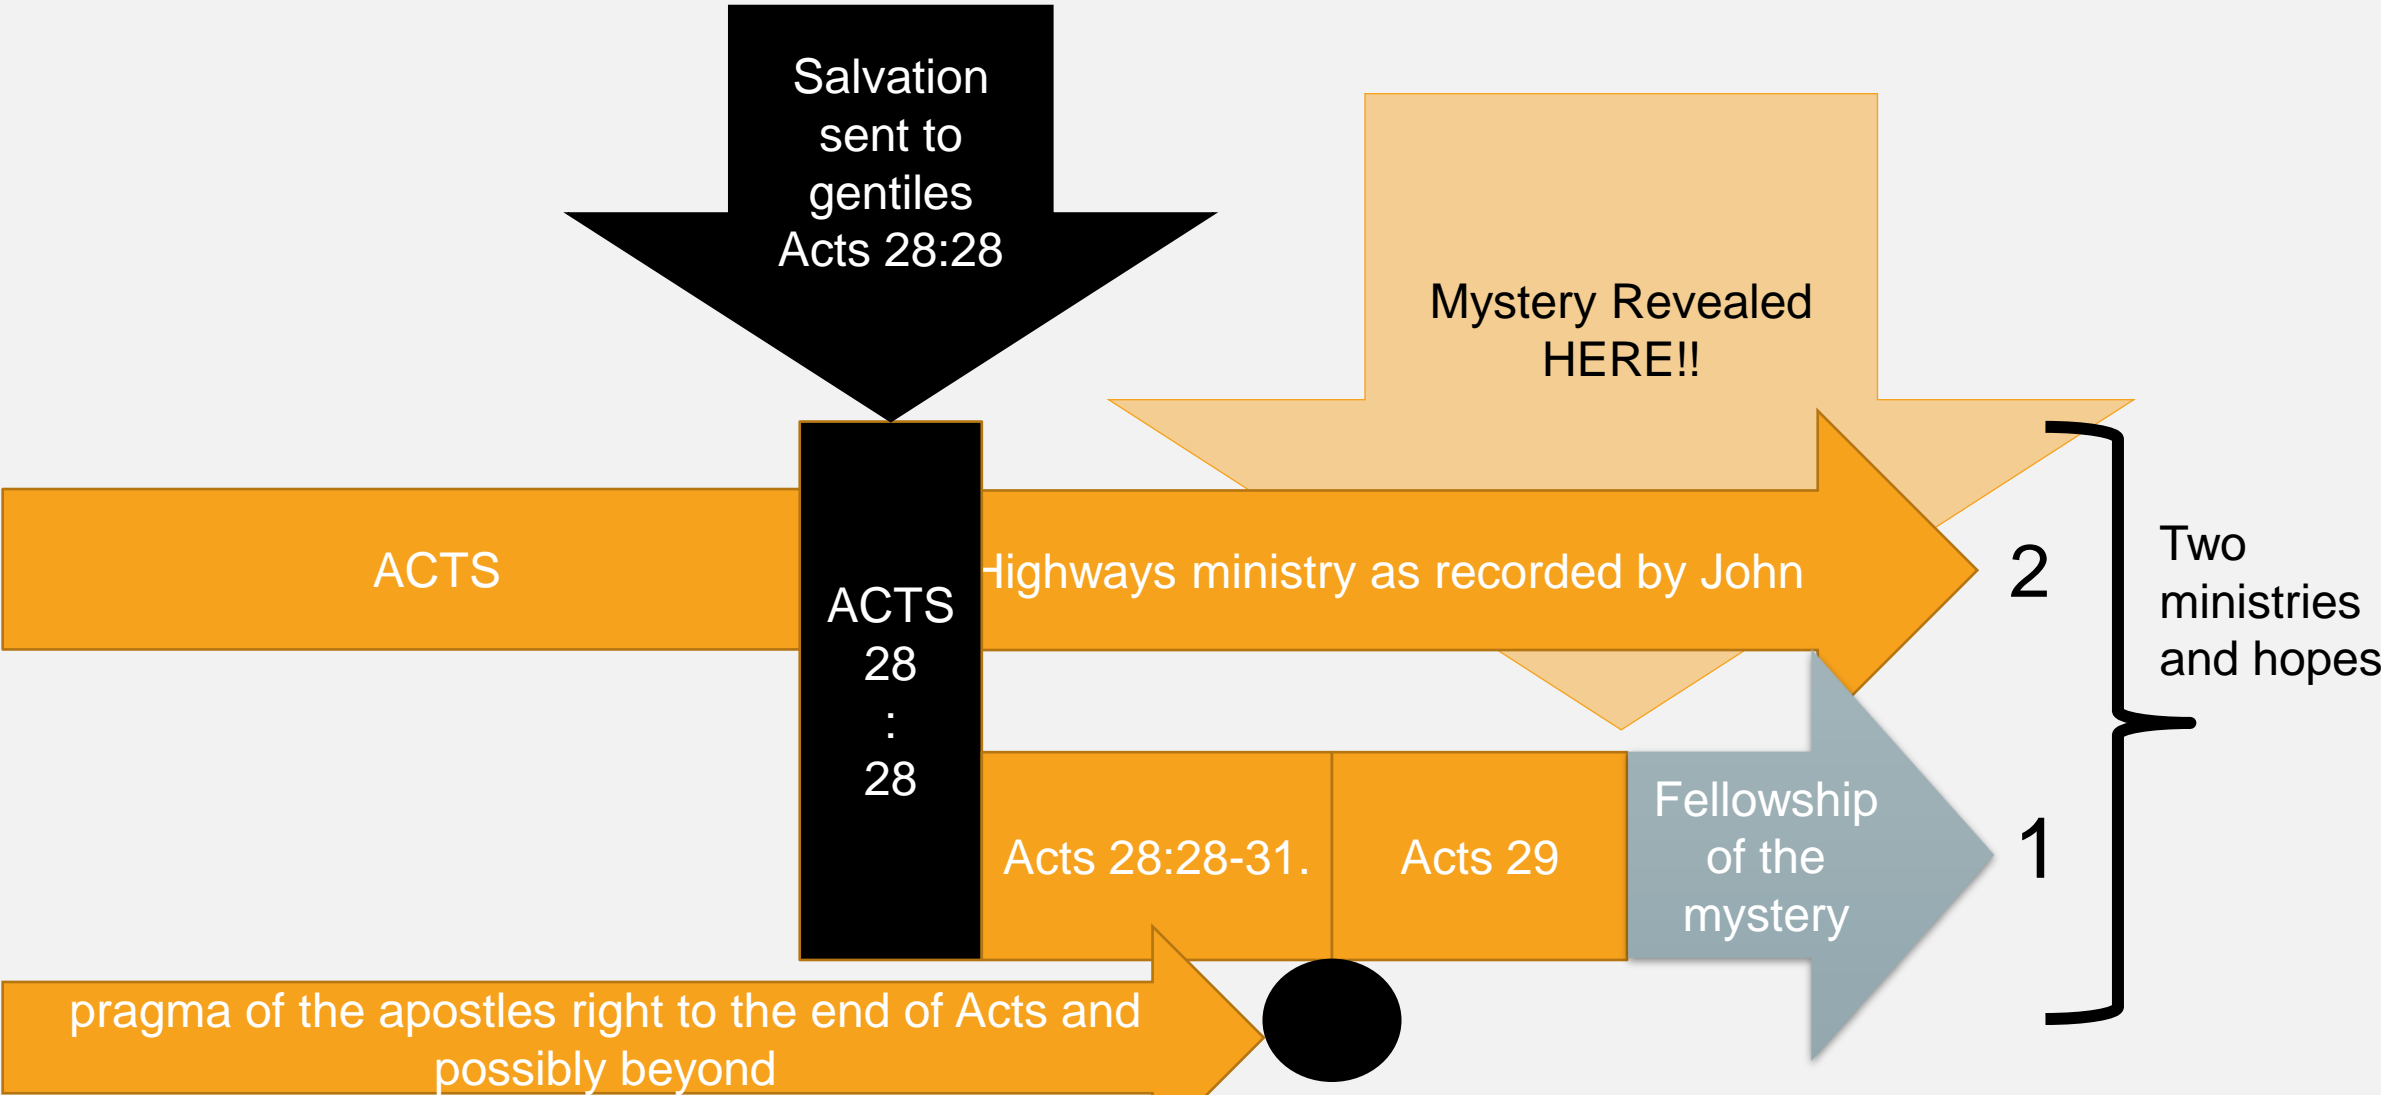 Salvation
sent to
gentiles
Acts 28:28
Mystery Revealed
HERE!!
ACTS
ACTS
28
:
28
Highways ministry as recorded by John
2
Two
ministries
and hopes
Acts 28:28-31.
Acts 29
Fellowship
of the
mystery
1
pragma of the apostles right to the end of Acts and
possibly beyond